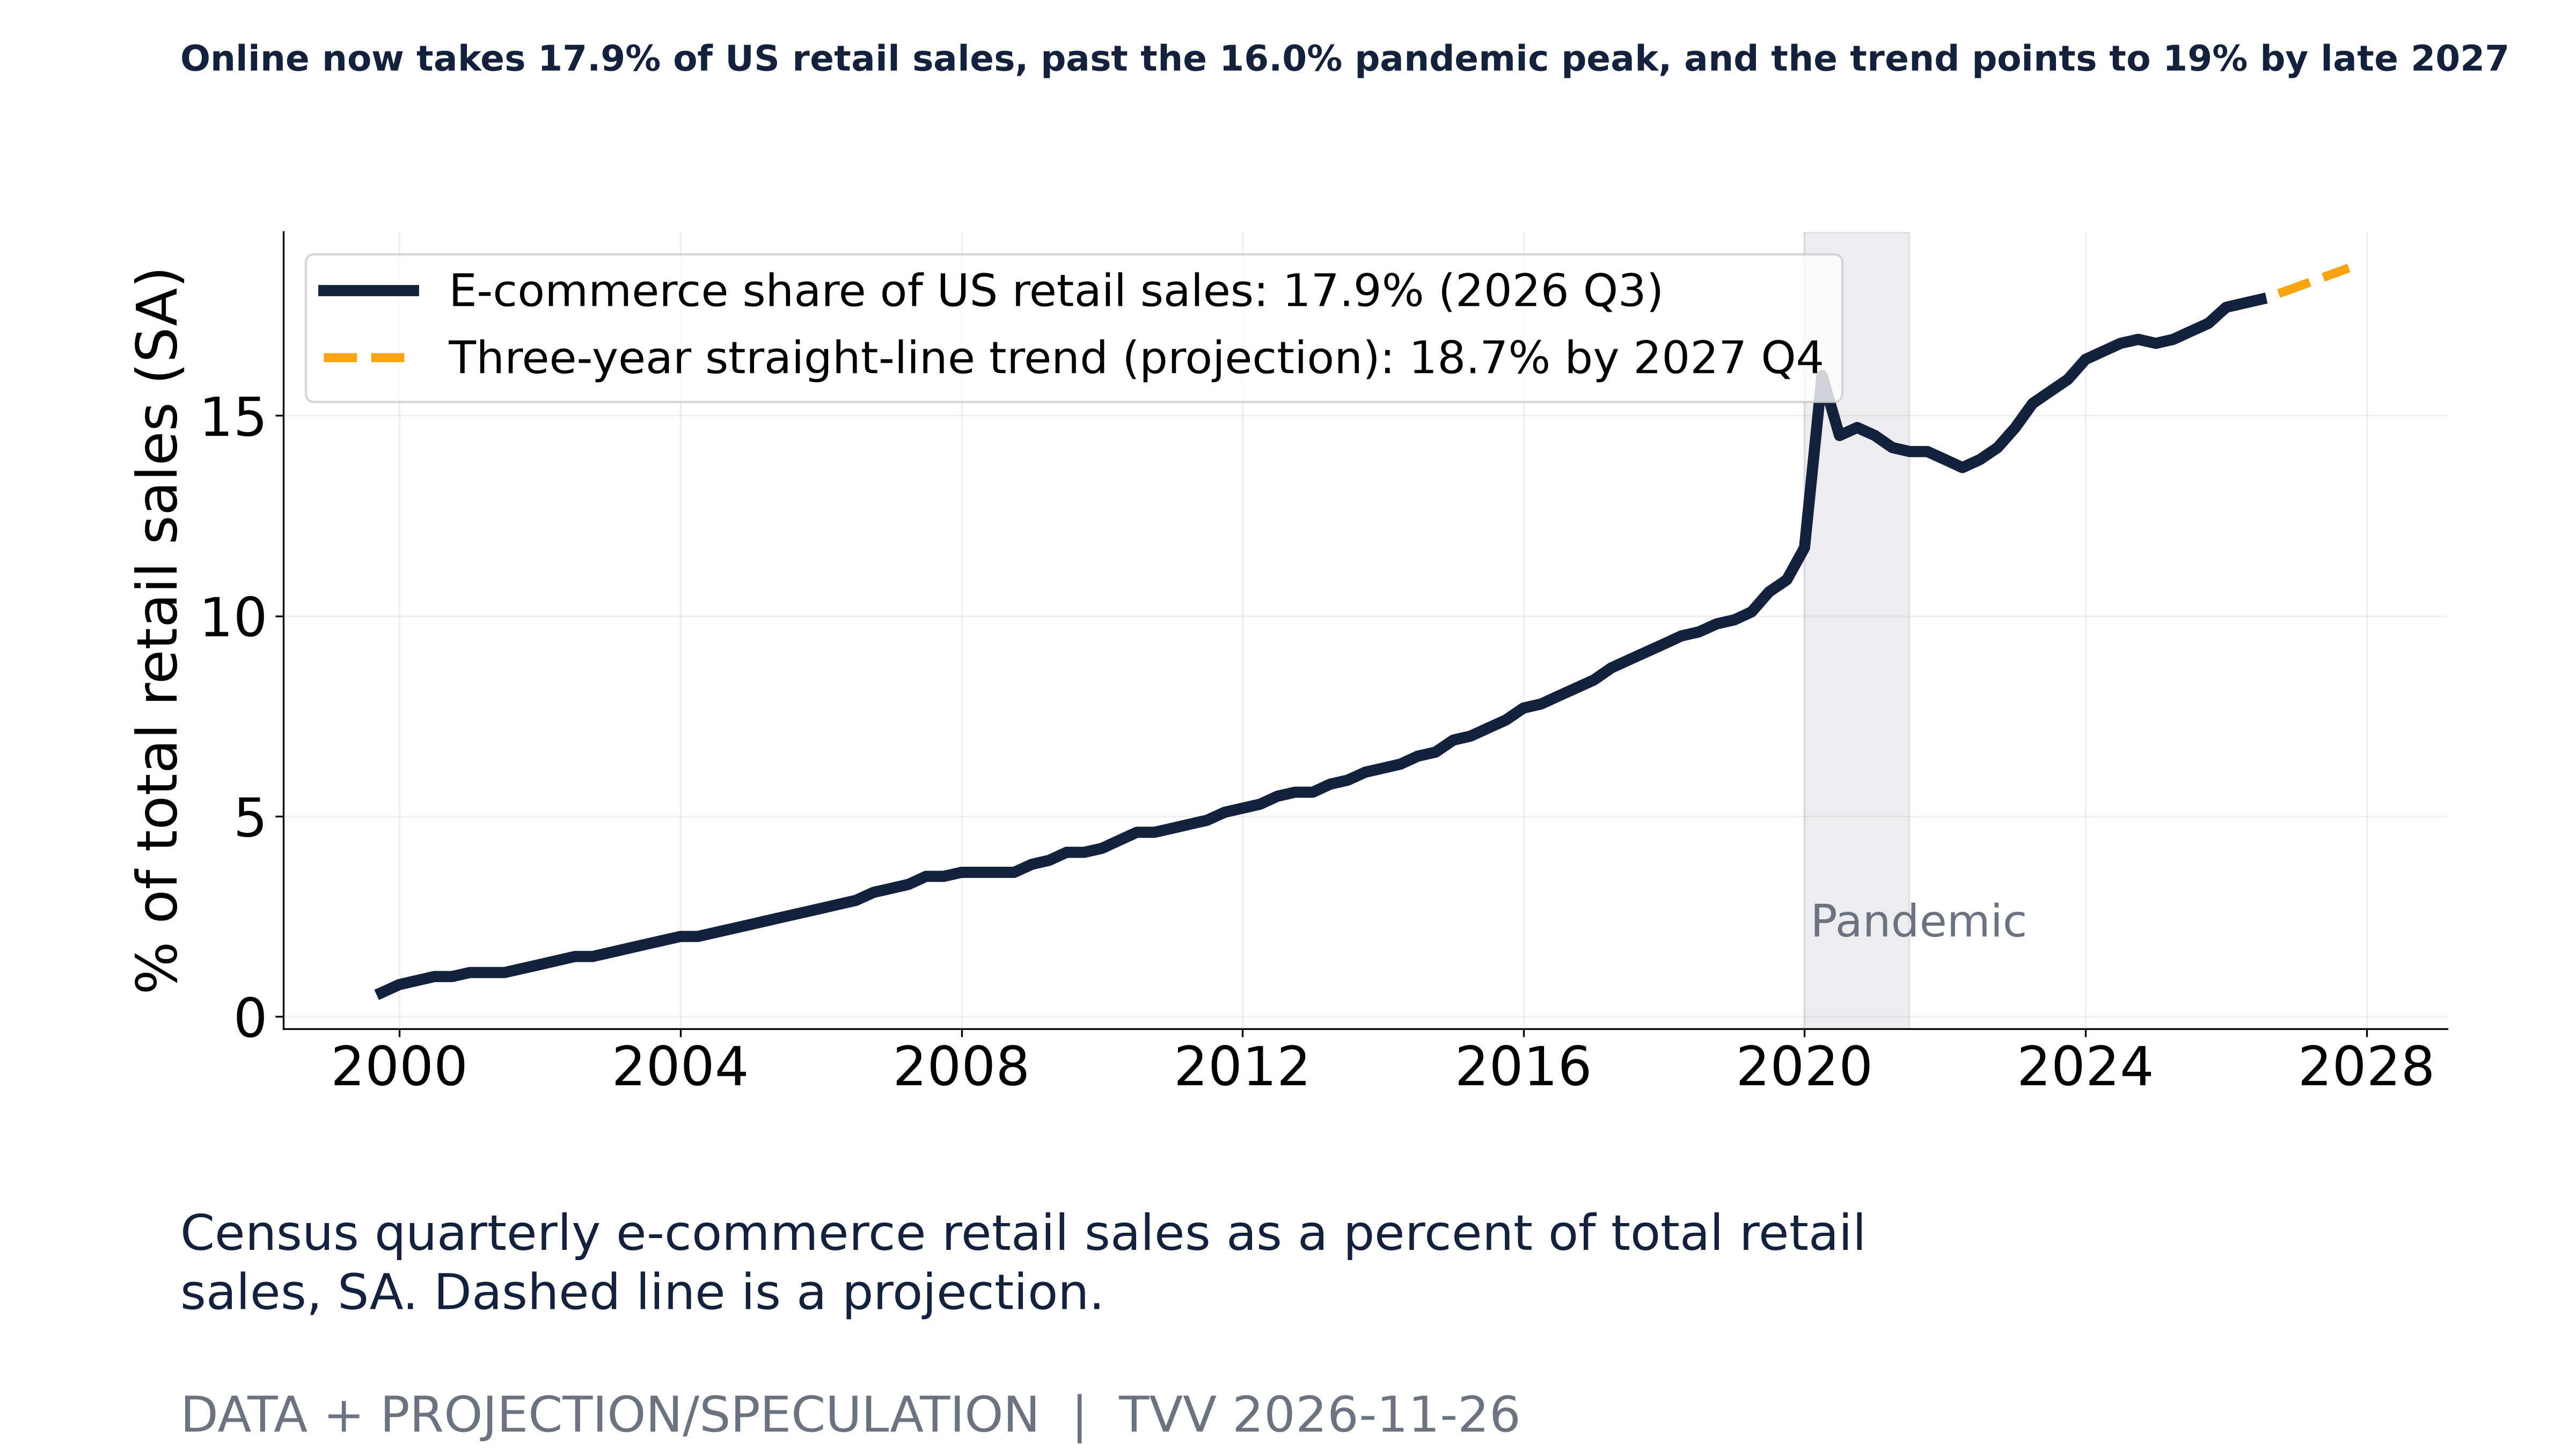 Online now takes 17.9% of US retail sales, past the 16.0% pandemic peak, and the trend points to 19% by late 2027
E-commerce share of US retail sales: 17.9% (2026 Q3)
Three-year straight-line trend (projection): 18.7% by 2027 Q4
% of total retail sales (SA)
15
10
5
0
Pandemic
2000 2004 2008 2012 2016 2020 2024 2028
Census quarterly e-commerce retail sales as a percent of total retail
sales, SA. Dashed line is a projection.
DATA + PROJECTION/SPECULATION | TVV 2026-11-26